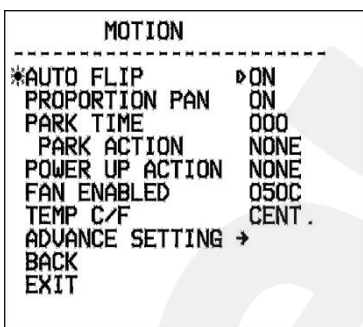 MOTION
------------------------
☀AUTO FLIP ▹ON
PROPORTION PAN ON
PARK TIME 000
PARK ACTION NONE
POWER UP ACTION NONE
FAN ENABLED 050C
TEMP C/F CENT.
ADVANCE SETTING →
BACK
EXIT